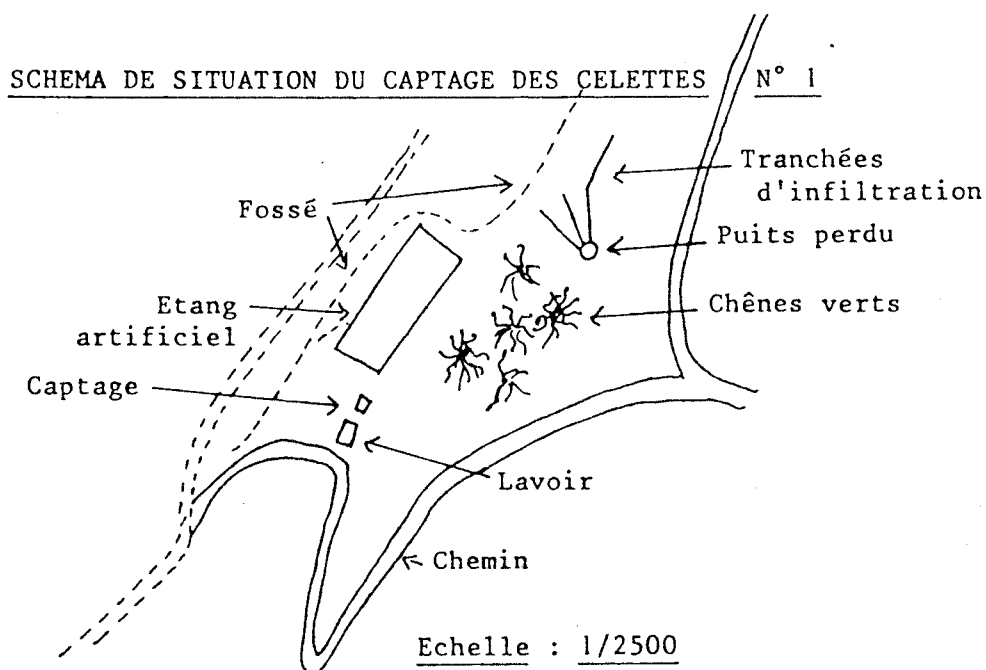 SCHEMA DE SITUATION DU CAPTAGE DES CELETTES N° 1
Tranchées
d'infiltration
Fossé
Puits perdu
Etang
artificiel
Chênes verts
Captage
Lavoir
Chemin
Echelle : 1/2500